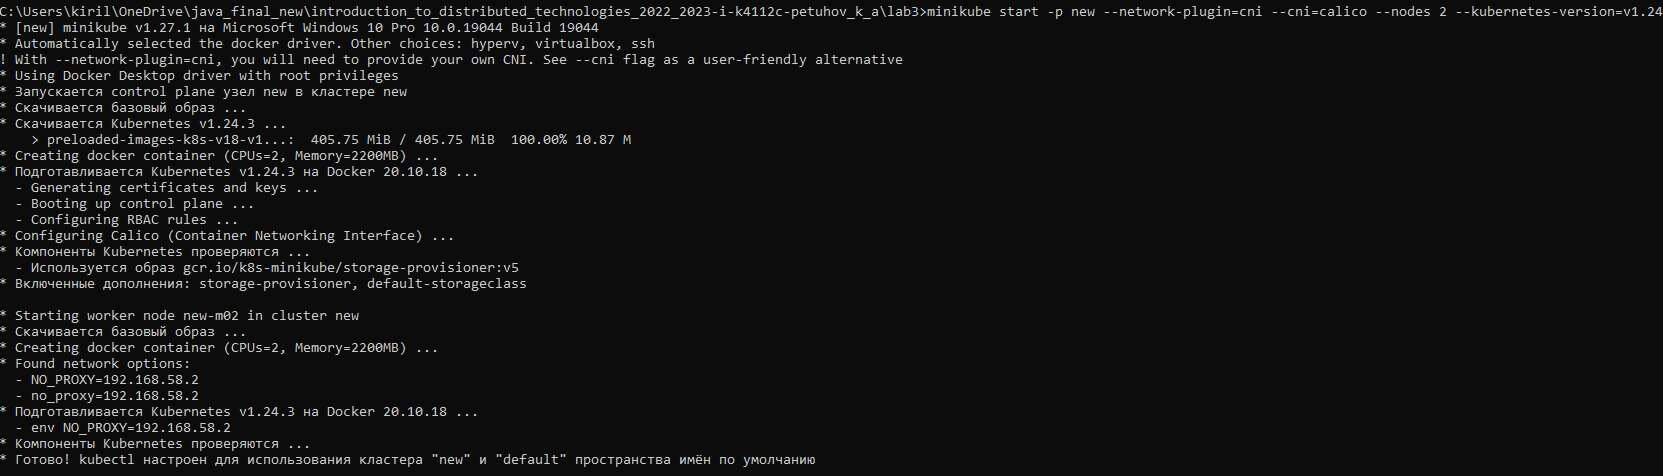 C:\Users\kiril\OneDrive\java_final_new\introduction_to_distributed_technologies_2022_2023-i-k4112c-petuhov_k_a\lab3>minikube start -p new --network-plugin=cni --cni=calico --nodes 2 --kubernetes-version=v1.24
* [new] minikube v1.27.1 на Microsoft Windows 10 Pro 10.0.19044 Build 19044
* Automatically selected the docker driver. Other choices: hyperv, virtualbox, ssh
! With --network-plugin=cni, you will need to provide your own CNI. See --cni flag as a user-friendly alternative
* Using Docker Desktop driver with root privileges
* Запускается control plane узел new в кластере new
* Скачивается базовый образ ...
* Скачивается Kubernetes v1.24.3 ...
    > preloaded-images-k8s-v18-v1...:  405.75 MiB / 405.75 MiB  100.00% 10.87 M
* Creating docker container (CPUs=2, Memory=2200MB) ...
* Подготавливается Kubernetes v1.24.3 на Docker 20.10.18 ...
  - Generating certificates and keys ...
  - Booting up control plane ...
  - Configuring RBAC rules ...
* Configuring Calico (Container Networking Interface) ...
* Компоненты Kubernetes проверяются ...
  - Используется образ gcr.io/k8s-minikube/storage-provisioner:v5
* Включенные дополнения: storage-provisioner, default-storageclass
* Starting worker node new-m02 in cluster new
* Скачивается базовый образ ...
* Creating docker container (CPUs=2, Memory=2200MB) ...
* Found network options:
  - NO_PROXY=192.168.58.2
  - no_proxy=192.168.58.2
* Подготавливается Kubernetes v1.24.3 на Docker 20.10.18 ...
  - env NO_PROXY=192.168.58.2
* Компоненты Kubernetes проверяются ...
* Готово! kubectl настроен для использования кластера "new" и "default" пространства имён по умолчанию